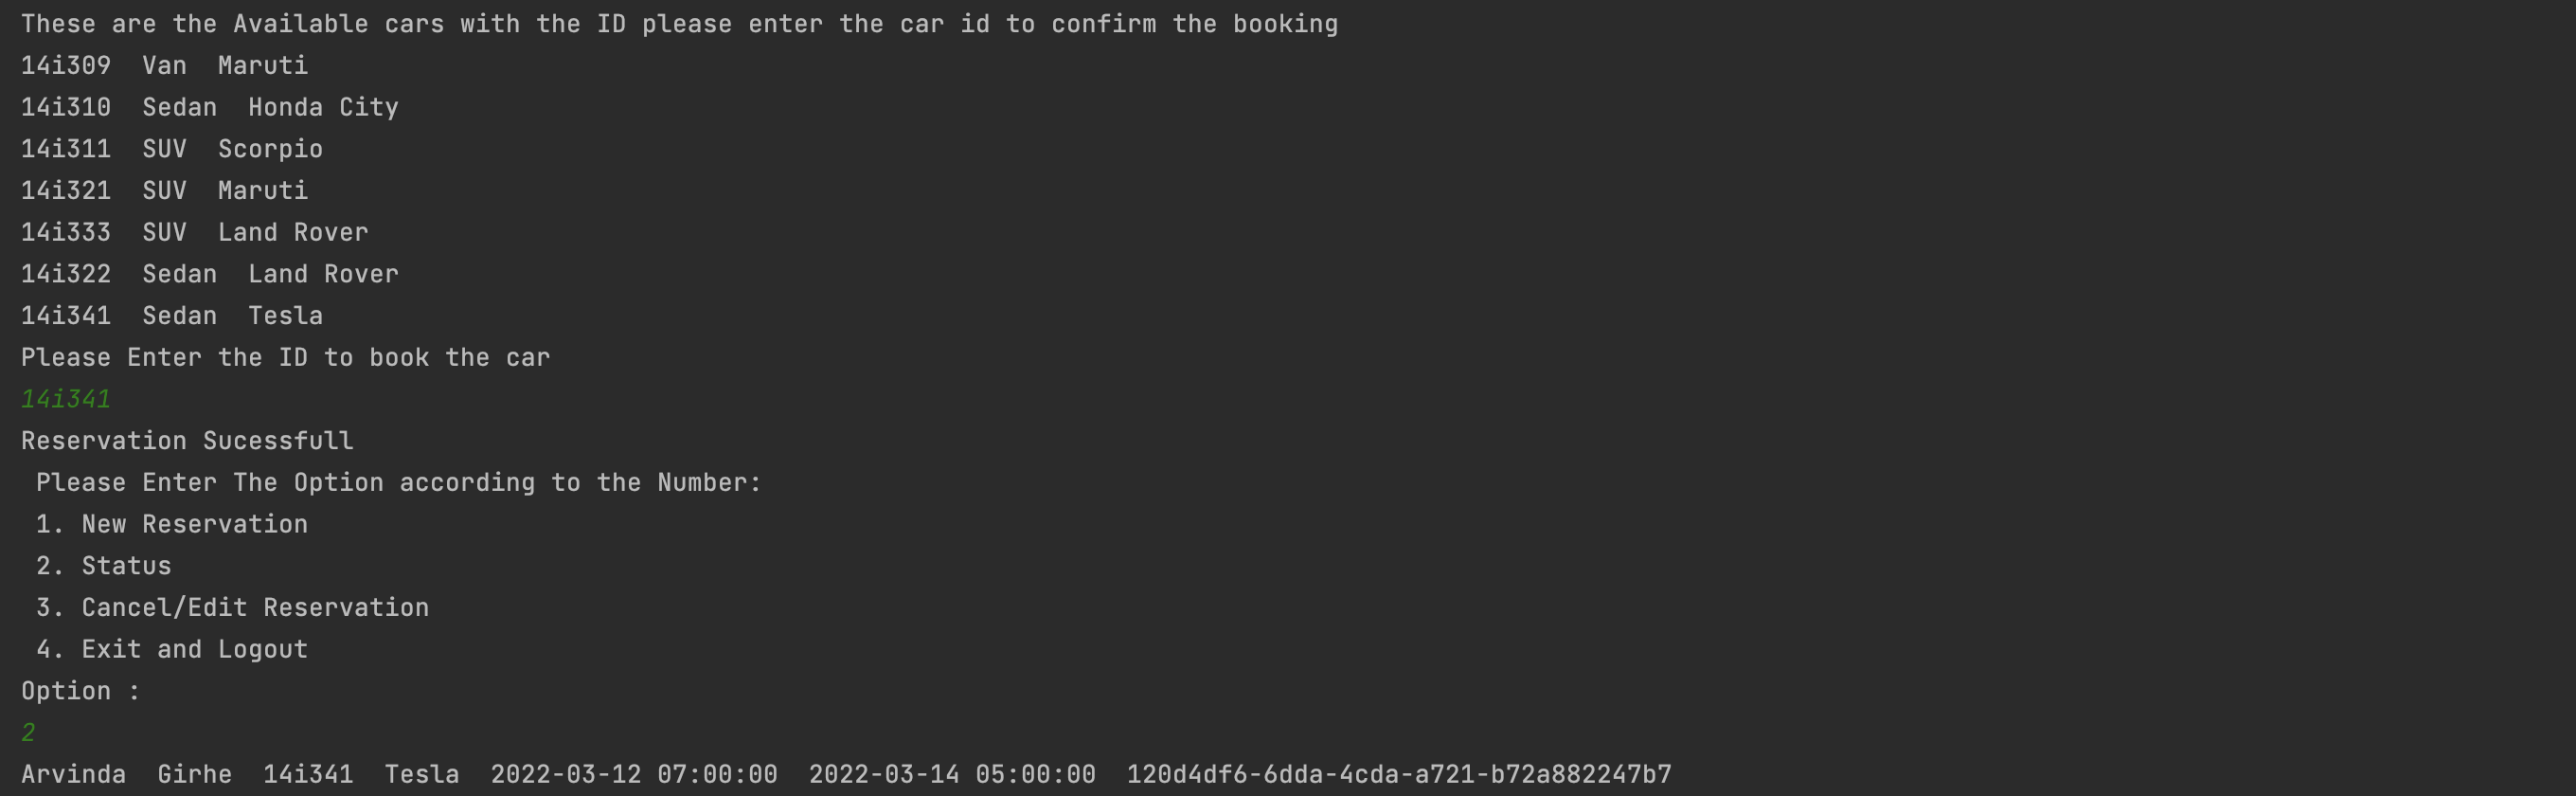 These are the Available cars with the ID please enter the car id to confirm the booking
14i309  Van  Maruti
14i310  Sedan  Honda City
14i311  SUV  Scorpio
14i321  SUV  Maruti
14i333  SUV  Land Rover
14i322  Sedan  Land Rover
14i341  Sedan  Tesla
Please Enter the ID to book the car
14i341
Reservation Sucessfull
 Please Enter The Option according to the Number:
 1. New Reservation
 2. Status
 3. Cancel/Edit Reservation
 4. Exit and Logout
Option :
2
Arvinda  Girhe  14i341  Tesla  2022-03-12 07:00:00  2022-03-14 05:00:00  120d4df6-6dda-4cda-a721-b72a882247b7